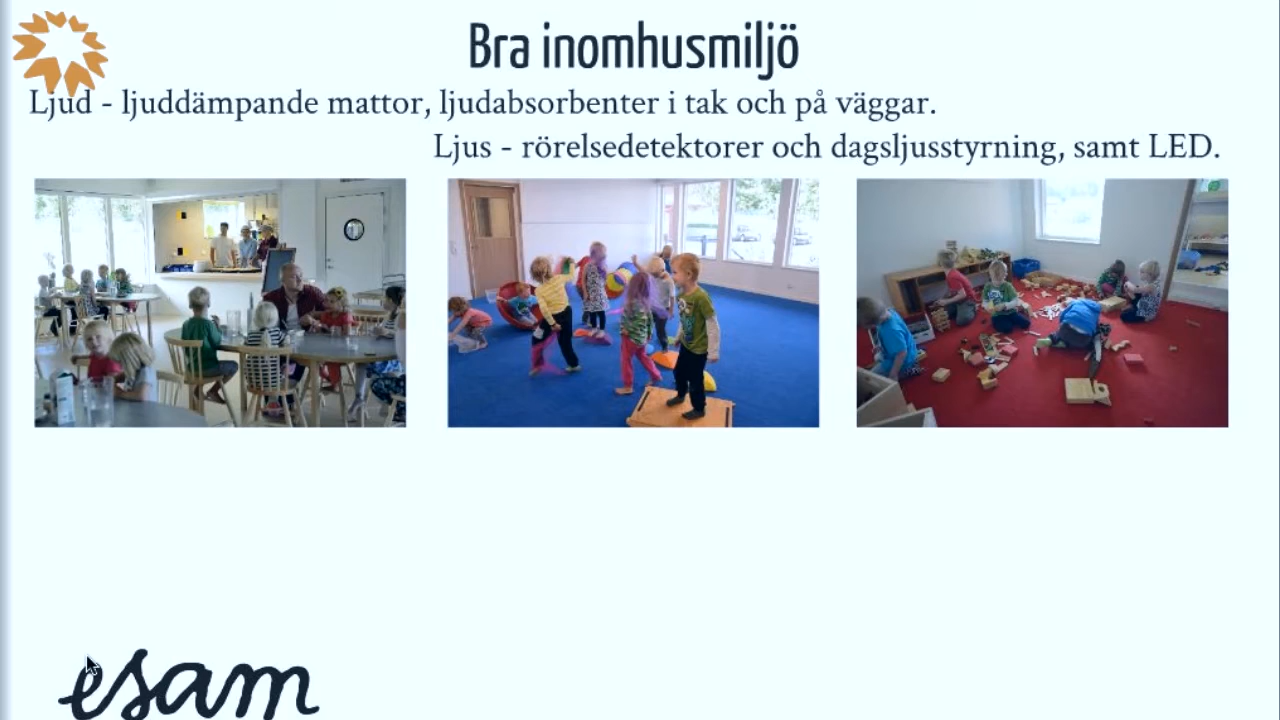 Bra inomhusmiljö
Ljud - ljuddämpande mattor, ljudabsorbenter i tak och på väggar.
Ljus - rörelsedetektorer och dagsljusstyrning, samt LED.
esam